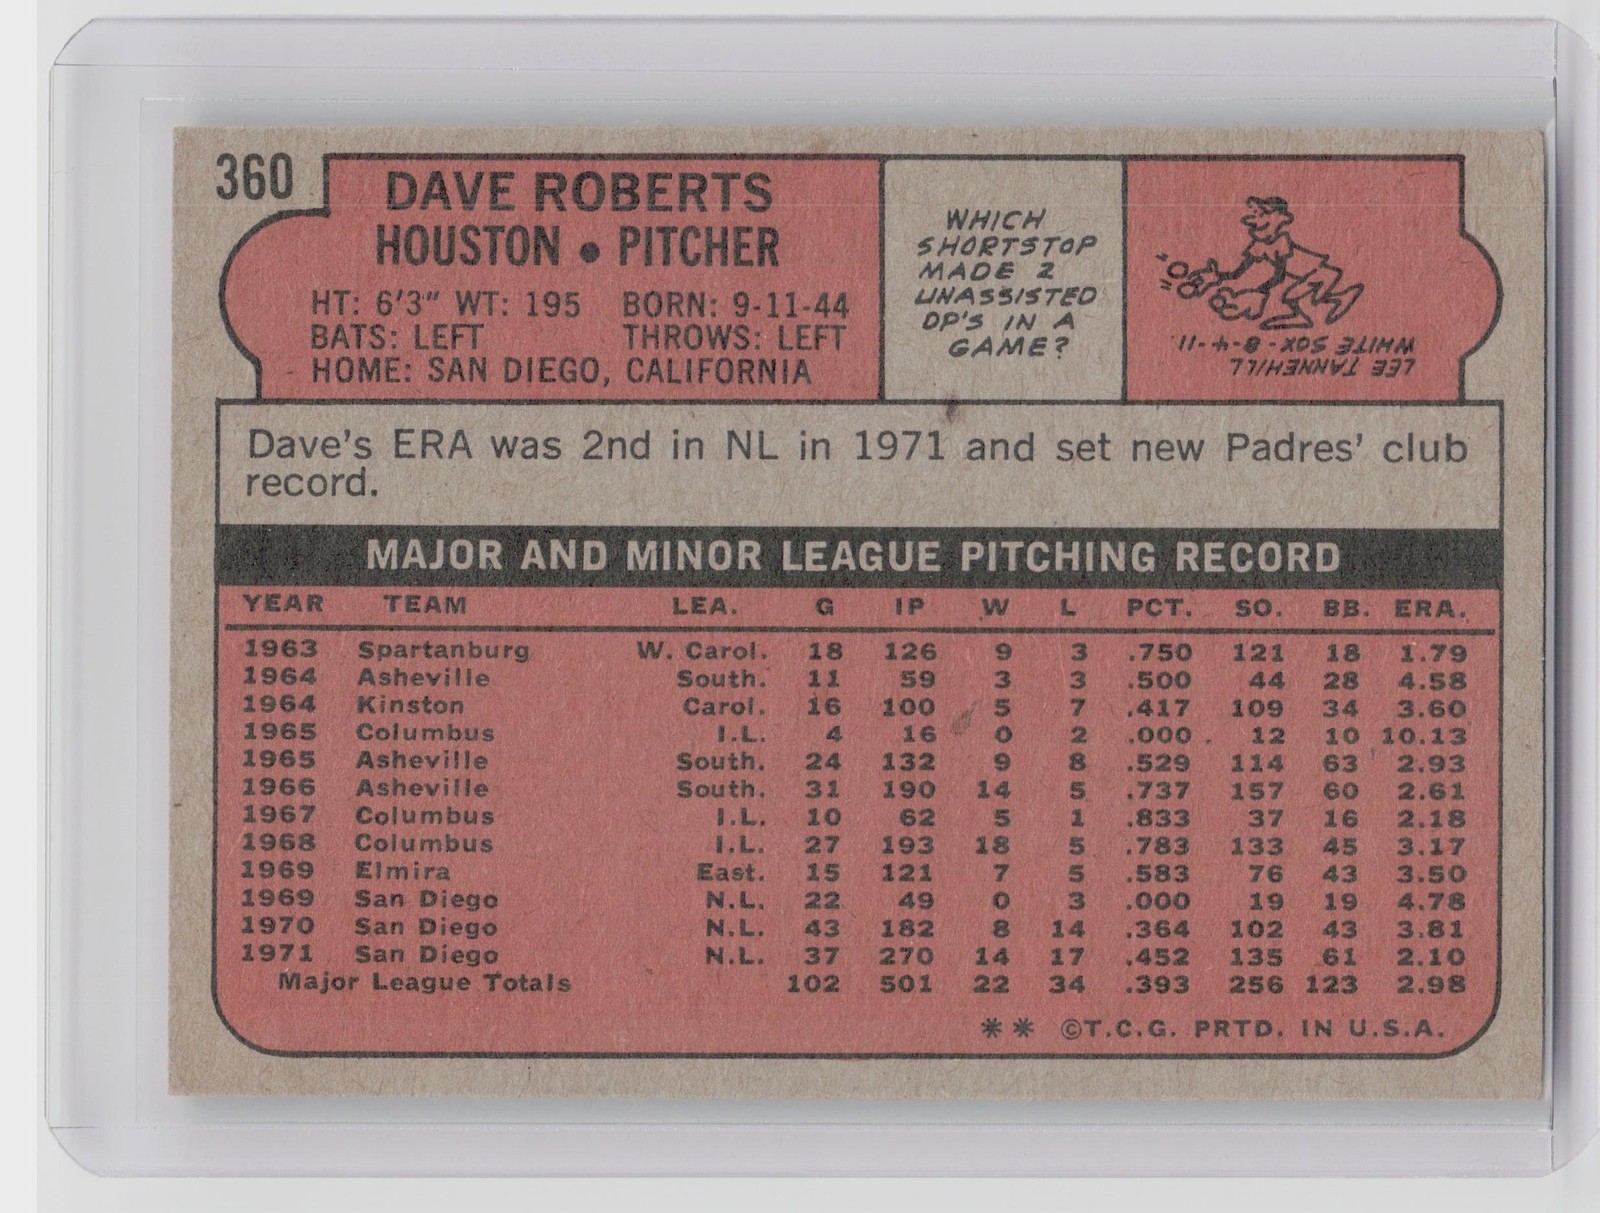 360
DAVE ROBERTS
HOUSTON • PITCHER
HT: 6'3" WT: 195 BORN: 9-11-44
BATS: LEFT THROWS: LEFT
HOME: SAN DIEGO, CALIFORNIA
WHICH
SHORTSTOP
MADE 2
UNASSISTED
DP'S IN A
GAME?
LEE TANNEHILL
WHITE SOX - 8-4-11
Dave's ERA was 2nd in NL in 1971 and set new Padres' club
record.
MAJOR AND MINOR LEAGUE PITCHING RECORD
YEAR TEAM LEA. G IP W L PCT. SO. BB. ERA.
1963 Spartanburg W. Carol. 18 126 9 3 .750 121 18 1.79
1964 Asheville South. 11 59 3 3 .500 44 28 4.58
1964 Kinston Carol. 16 100 5 7 .417 109 34 3.60
1965 Columbus I.L. 4 16 0 2 .000 12 10 10.13
1965 Asheville South. 24 132 9 8 .529 114 63 2.93
1966 Asheville South. 31 190 14 5 .737 157 60 2.61
1967 Columbus I.L. 10 62 5 1 .833 37 16 2.18
1968 Columbus I.L. 27 193 18 5 .783 133 45 3.17
1969 Elmira East. 15 121 7 5 .583 76 43 3.50
1969 San Diego N.L. 22 49 0 3 .000 19 19 4.78
1970 San Diego N.L. 43 182 8 14 .364 102 43 3.81
1971 San Diego N.L. 37 270 14 17 .452 135 61 2.10
Major League Totals 102 501 22 34 .393 256 123 2.98
** ©T.C.G. PRTD. IN U.S.A.